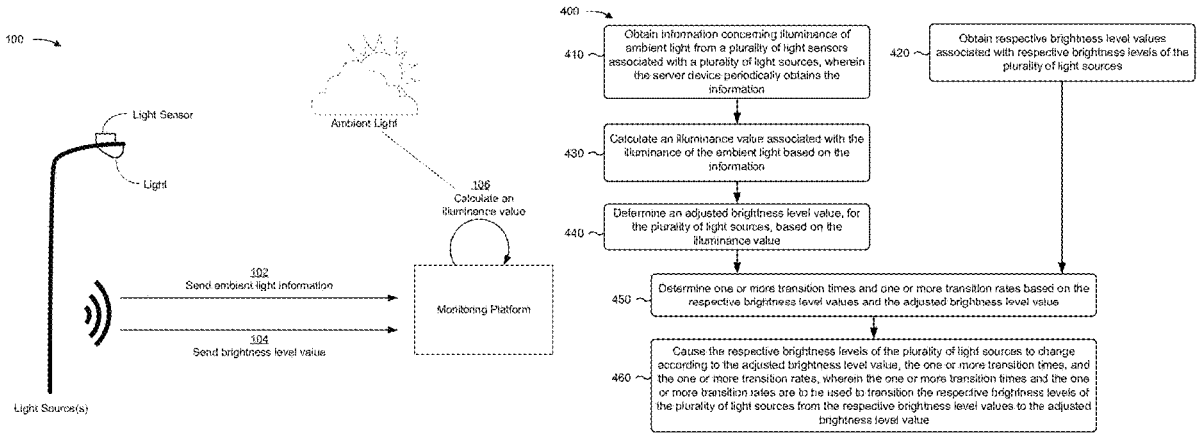 100
Light Sensor
Light
Ambient Light
106
Calculate an
illuminance value
102
Send ambient light information
104
Send brightness level value
Monitoring Platform
Light Source(s)
400
410
Obtain information concerning illuminance of
ambient light from a plurality of light sensors
associated with a plurality of light sources, wherein
the server device periodically obtains the
information
420
Obtain respective brightness level values
associated with respective brightness levels of the
plurality of light sources
430
Calculate an illuminance value associated with the
illuminance of the ambient light based on the
information
440
Determine an adjusted brightness level value, for
the plurality of light sources, based on the
illuminance value
450
Determine one or more transition times and one or more transition rates based on the
respective brightness level values and the adjusted brightness level value
460
Cause the respective brightness levels of the plurality of light sources to change
according to the adjusted brightness level value, the one or more transition times, and
the one or more transition rates, wherein the one or more transition times and the one
or more transition rates are to be used to transition the respective brightness levels of
the plurality of light sources from the respective brightness level values to the adjusted
brightness level value